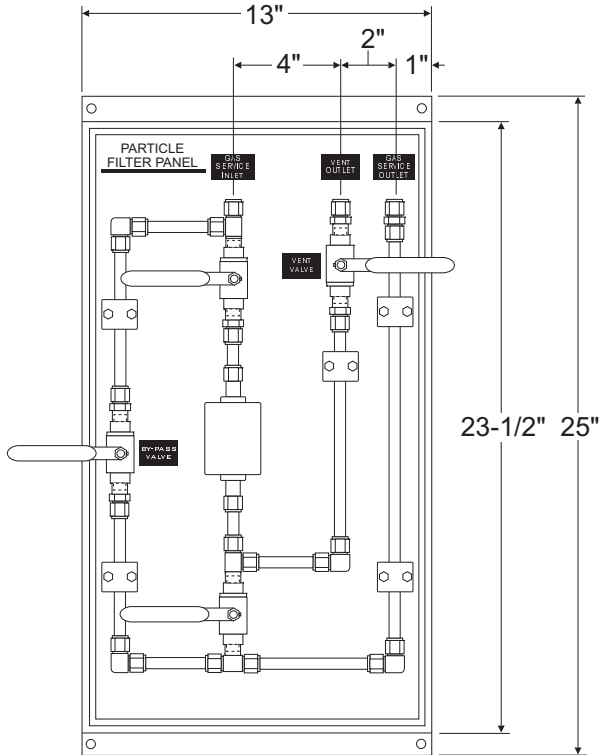 13"
2"
4"
1"
PARTICLE
FILTER PANEL
GAS
SERVICE
INLET
VENT
OUTLET
GAS
SERVICE
OUTLET
VENT
VALVE
23-1/2"
25"
BY-PASS
VALVE